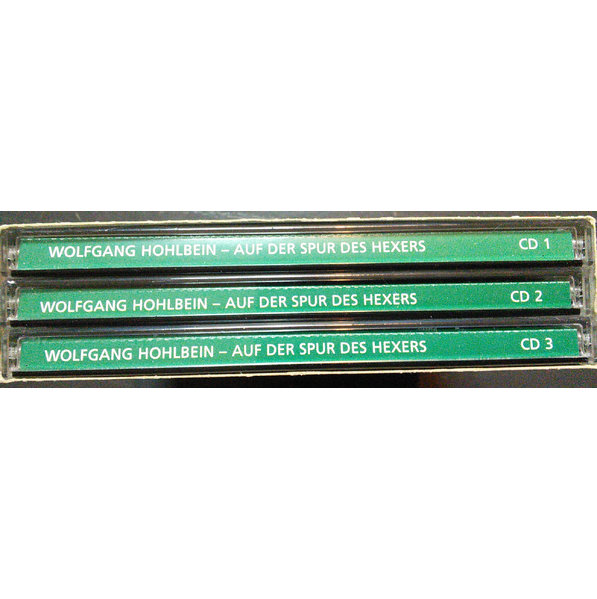 WOLFGANG HOHLBEIN – AUF DER SPUR DES HEXERS CD 1
WOLFGANG HOHLBEIN – AUF DER SPUR DES HEXERS CD 2
WOLFGANG HOHLBEIN – AUF DER SPUR DES HEXERS CD 3